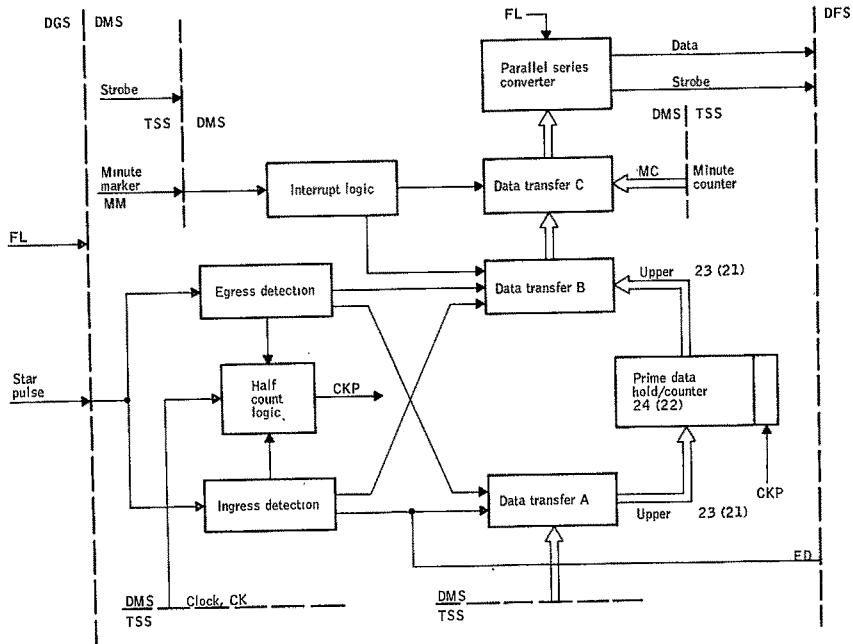 FL
DFS
DGS
DMS
Data
Parallel series
converter
Strobe
Strobe
TSS
DMS
DMS
TSS
Minute
marker
MM
Interrupt logic
Data transfer C
MC
Minute
counter
FL
Egress detection
Data transfer B
Upper 23 (21)
Star
pulse
Half
count
logic
CKP
Prime data
hold/counter
24 (22)
Ingress detection
Data transfer A
Upper 23 (21)
CKP
ED
DMS
TSS
Clock, CK
DMS
TSS